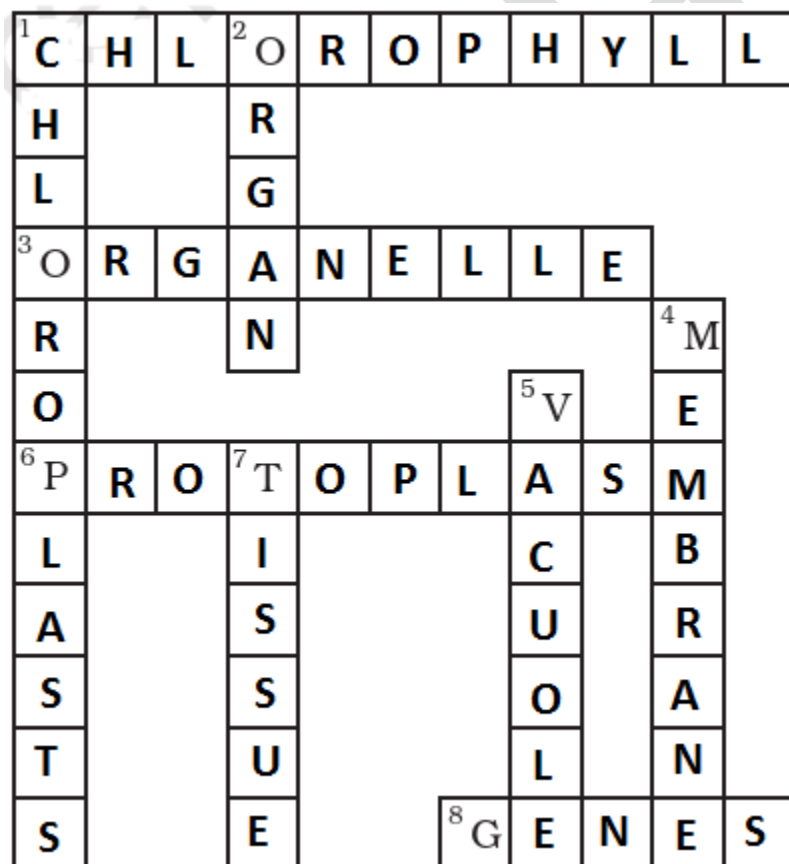 1C H L 2O R O P H Y L L
H R
L G
3O R G A N E L L E
R N 4M
O 5V E
6P R O 7T O P L A S M
L I C B
A S U R
S S O A
T U L N
S E 8G E N E S